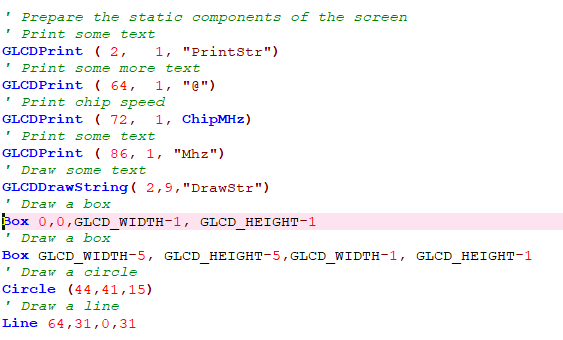 ' Prepare the static components of the screen
' Print some text
GLCDPrint ( 2,   1, "PrintStr")
' Print some more text
GLCDPrint ( 64,  1, "@")
' Print chip speed
GLCDPrint ( 72,  1, ChipMHz)
' Print some text
GLCDPrint ( 86, 1, "Mhz")
' Draw some text
GLCDDrawString( 2,9,"DrawStr")
' Draw a box
Box 0,0,GLCD_WIDTH-1, GLCD_HEIGHT-1
' Draw a box
Box GLCD_WIDTH-5, GLCD_HEIGHT-5,GLCD_WIDTH-1, GLCD_HEIGHT-1
' Draw a circle
Circle (44,41,15)
' Draw a line
Line 64,31,0,31